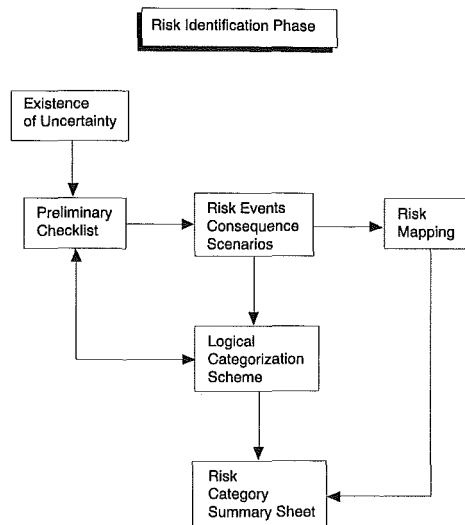 Risk Identification Phase
Existence
of Uncertainty
Preliminary
Checklist
Risk Events
Consequence
Scenarios
Risk
Mapping
Logical
Categorization
Scheme
Risk
Category
Summary Sheet